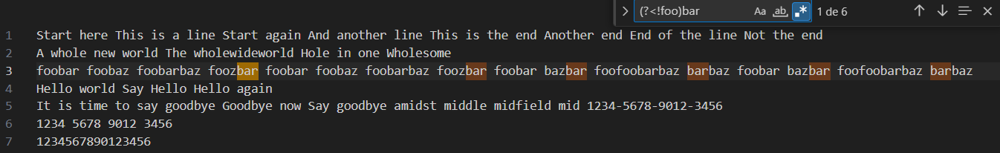 (?<!foo)bar Aa ab .* 1 de 6
1 Start here This is a line Start again And another line This is the end Another end End of the line Not the end
2 A whole new world The wholewideworld Hole in one Wholesome
3 foobar foobaz foobarbaz foozbar foobar foobaz foobarbaz foozbar foobar bazbar foofoobarbaz barbaz foobar bazbar foofoobarbaz barbaz
4 Hello world Say Hello Hello again
5 It is time to say goodbye Goodbye now Say goodbye amidst middle midfield mid 1234-5678-9012-3456
6 1234 5678 9012 3456
7 1234567890123456